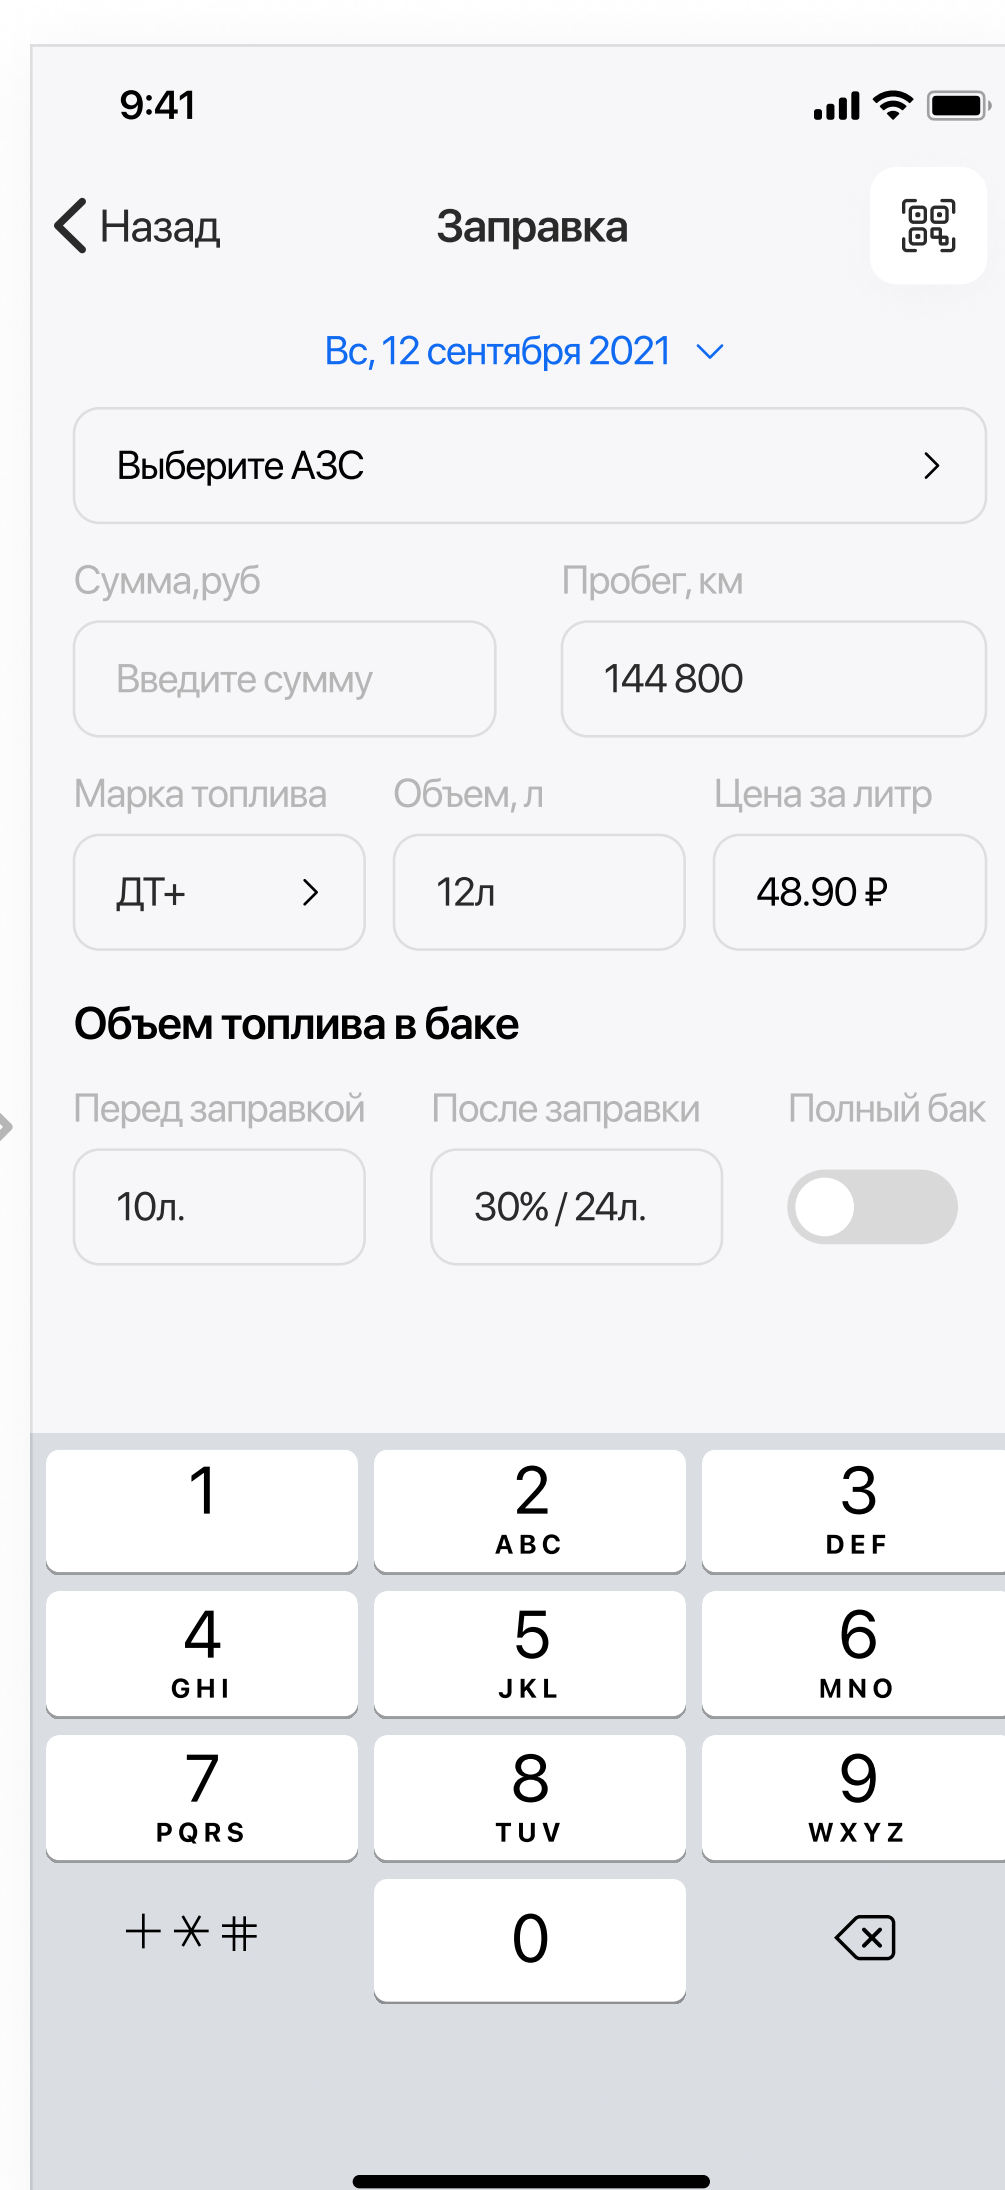 9:41
Назад
Заправка
Вс, 12 сентября 2021
Выберите АЗС
Сумма,руб
Пробег, км
Введите сумму
144 800
Марка топлива
Объем, л
Цена за литр
ДТ+
12л
48.90 ₽
Объем топлива в баке
Перед заправкой
После заправки
Полный бак
10л.
30% / 24л.
1
2
3
ABC
DEF
4
5
6
GHI
JKL
MNO
7
8
9
PQRS
TUV
WXYZ
+*#
0